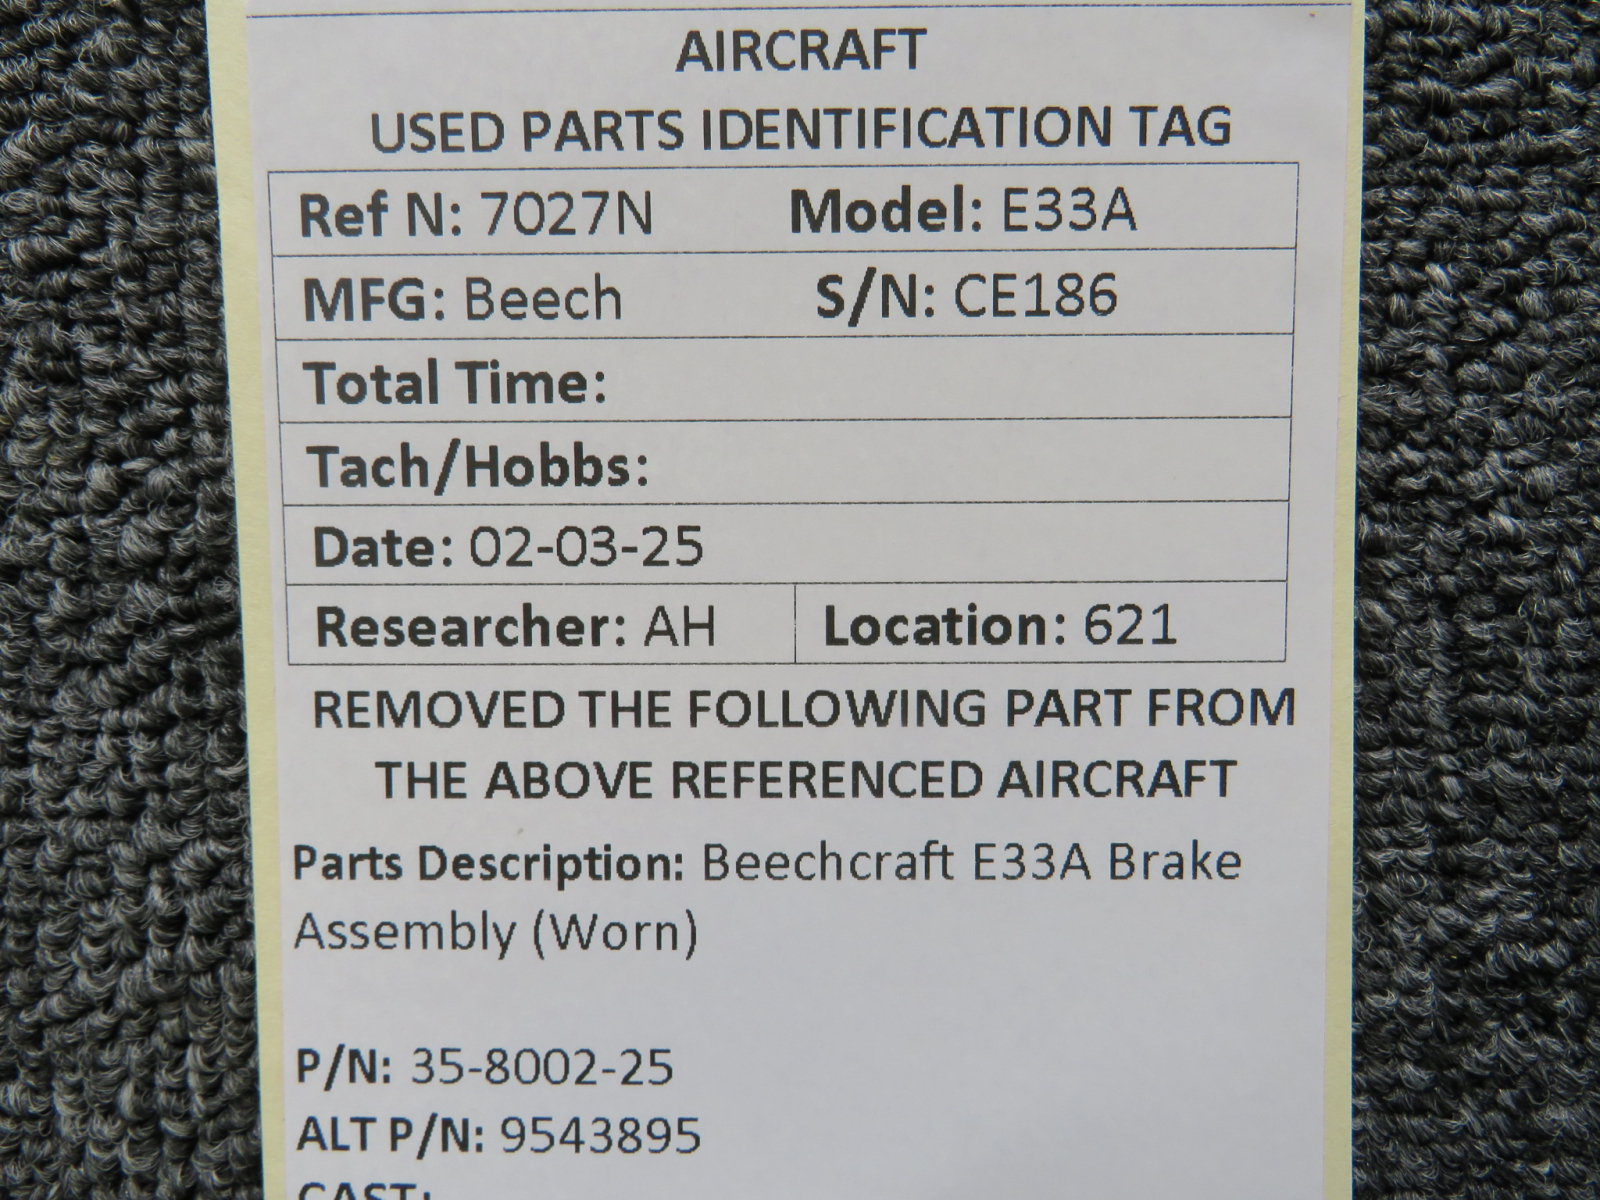 AIRCRAFT
USED PARTS IDENTIFICATION TAG
Ref N: 7027N Model: E33A
MFG: Beech S/N: CE186
Total Time:
Tach/Hobbs:
Date: 02-03-25
Researcher: AH Location: 621
REMOVED THE FOLLOWING PART FROM
THE ABOVE REFERENCED AIRCRAFT
Parts Description: Beechcraft E33A Brake
Assembly (Worn)
P/N: 35-8002-25
ALT P/N: 9543895
CAST: